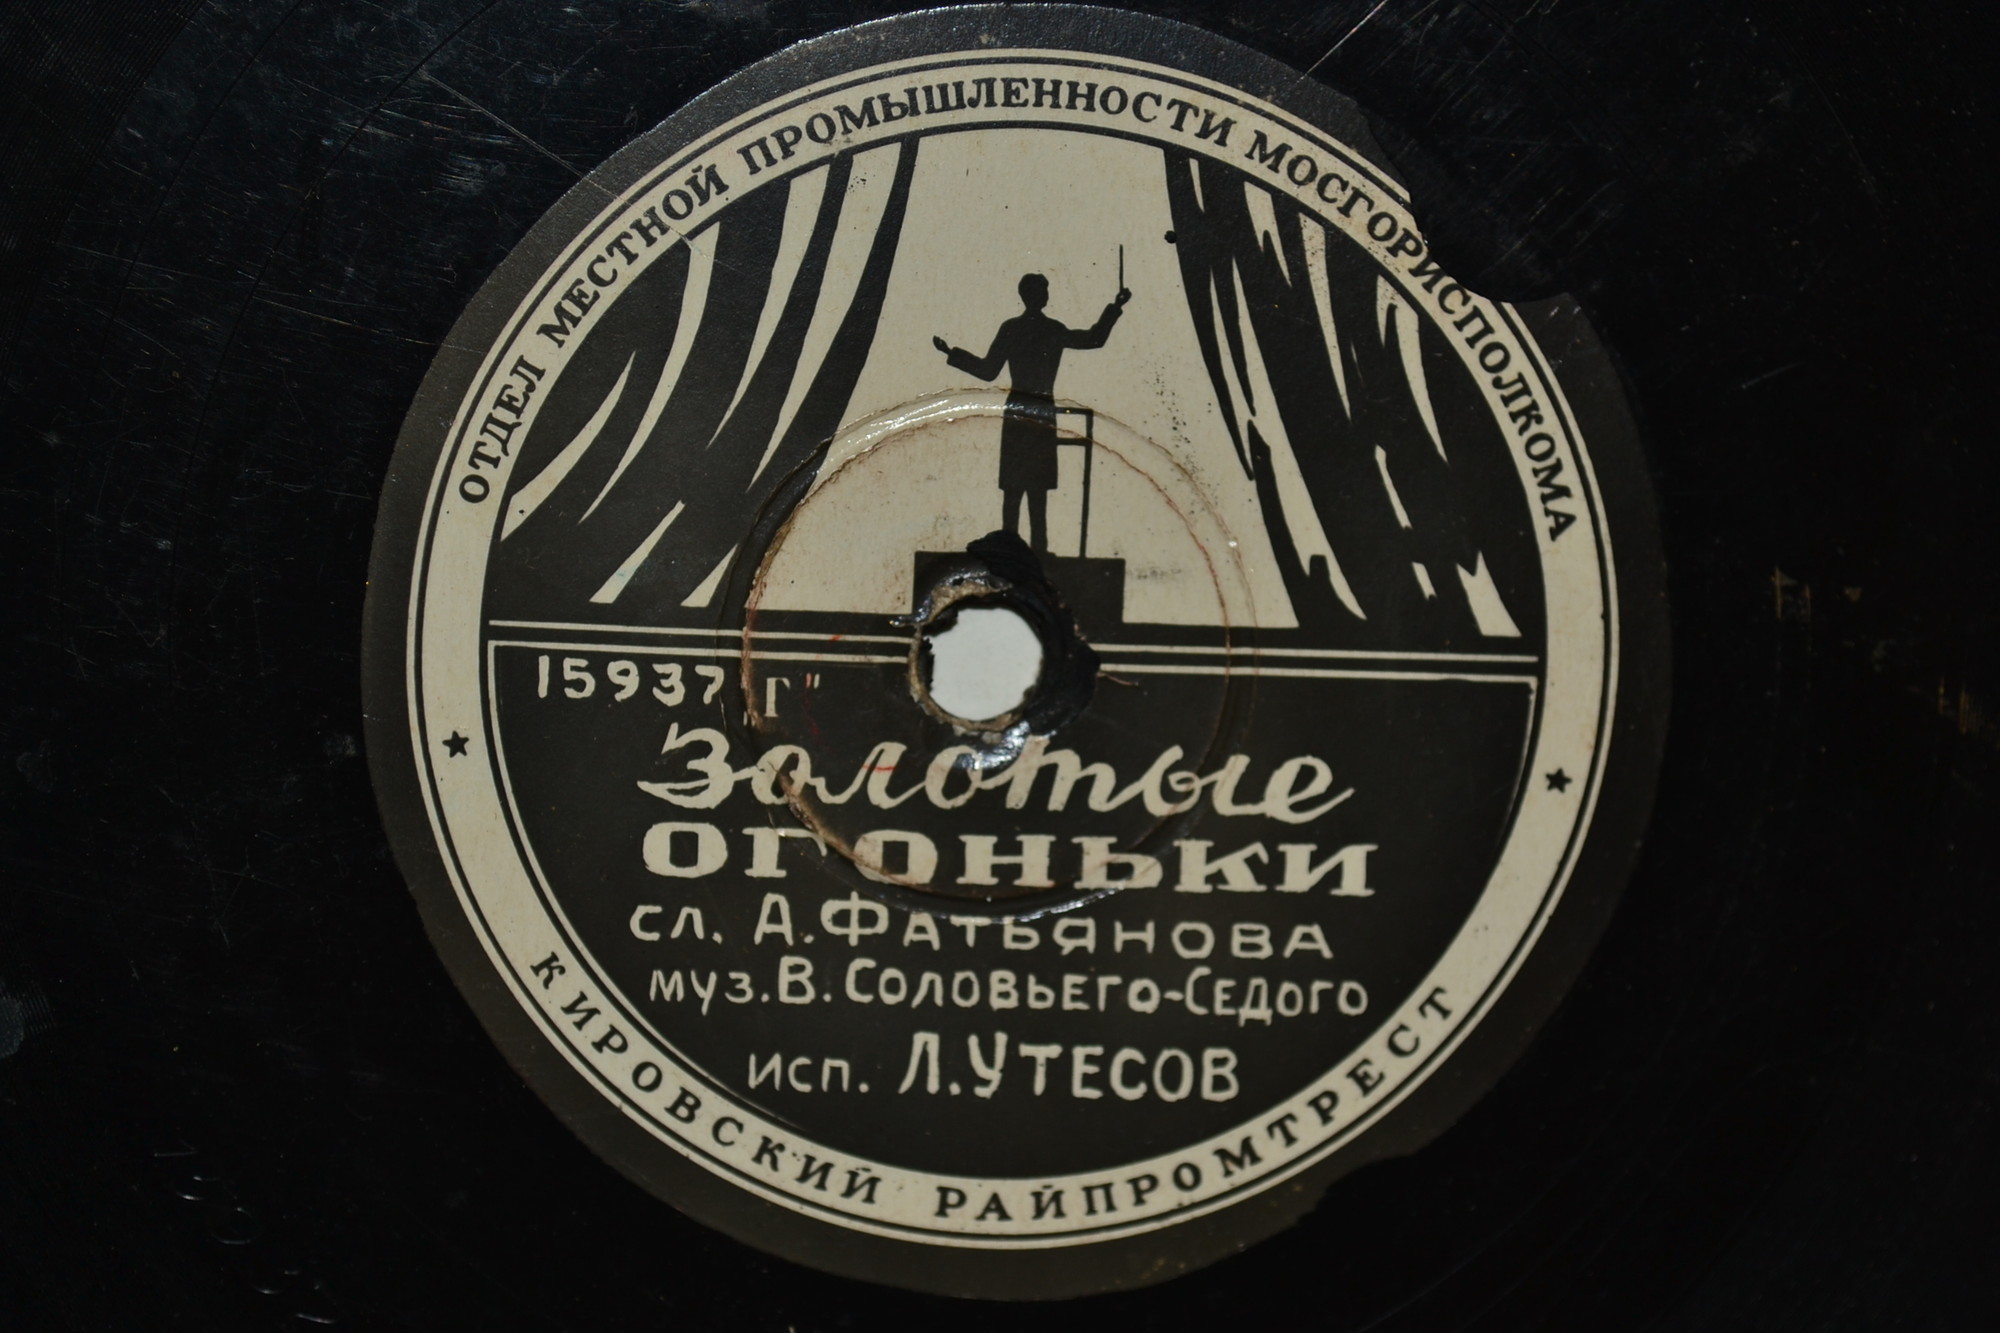 ОТДЕЛ МЕСТНОЙ ПРОМЫШЛЕННОСТИ МОСГОРИСПОЛКОМА
15937 „Г"
Золотые
ОГОНЬКИ
сл. А. ФАТЬЯНОВА
муз. В. СОЛОВЬЕГО-СЕДОГО
исп. Л. УТЕСОВ
КИРОВСКИЙ РАЙПРОМТРЕСТ